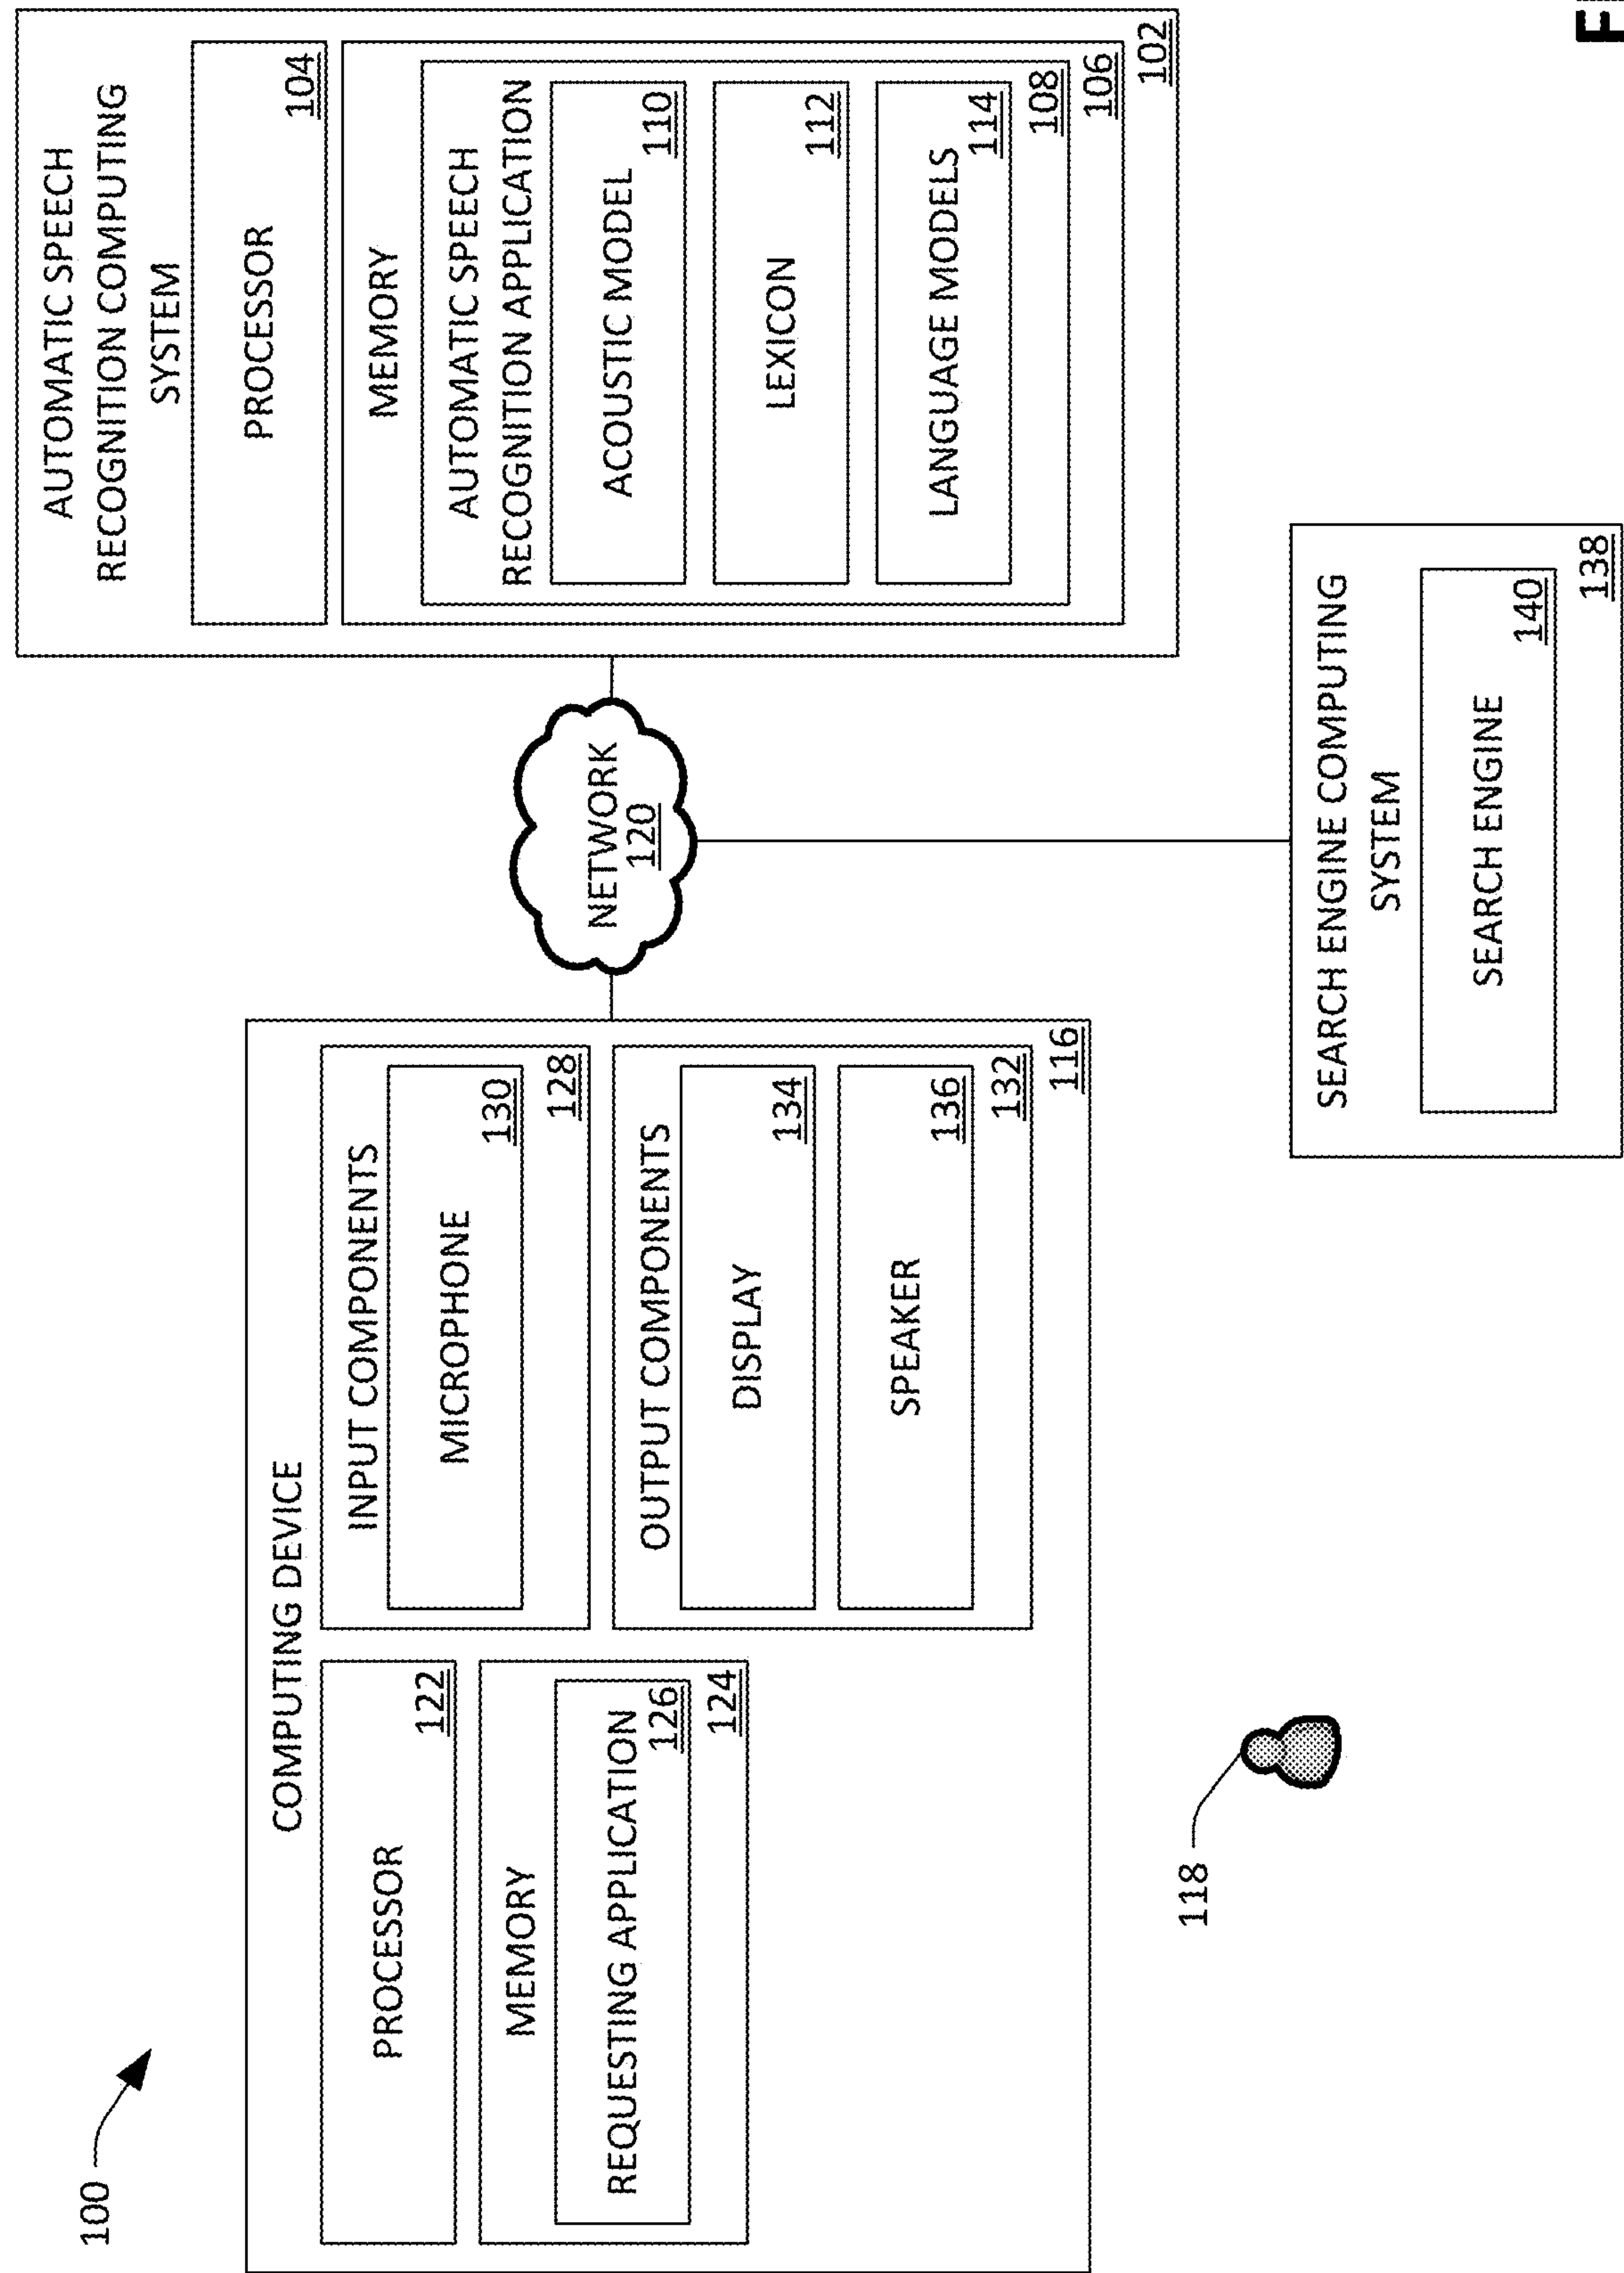 100
COMPUTING DEVICE
PROCESSOR
122
MEMORY
REQUESTING APPLICATION
126
124
INPUT COMPONENTS
MICROPHONE
130
128
OUTPUT COMPONENTS
DISPLAY
134
SPEAKER
136
132
116
118
NETWORK
120
AUTOMATIC SPEECH
RECOGNITION COMPUTING
SYSTEM
PROCESSOR
104
MEMORY
AUTOMATIC SPEECH
RECOGNITION APPLICATION
ACOUSTIC MODEL
110
LEXICON
112
LANGUAGE MODELS
114
108
106
102
SEARCH ENGINE COMPUTING
SYSTEM
SEARCH ENGINE
140
138